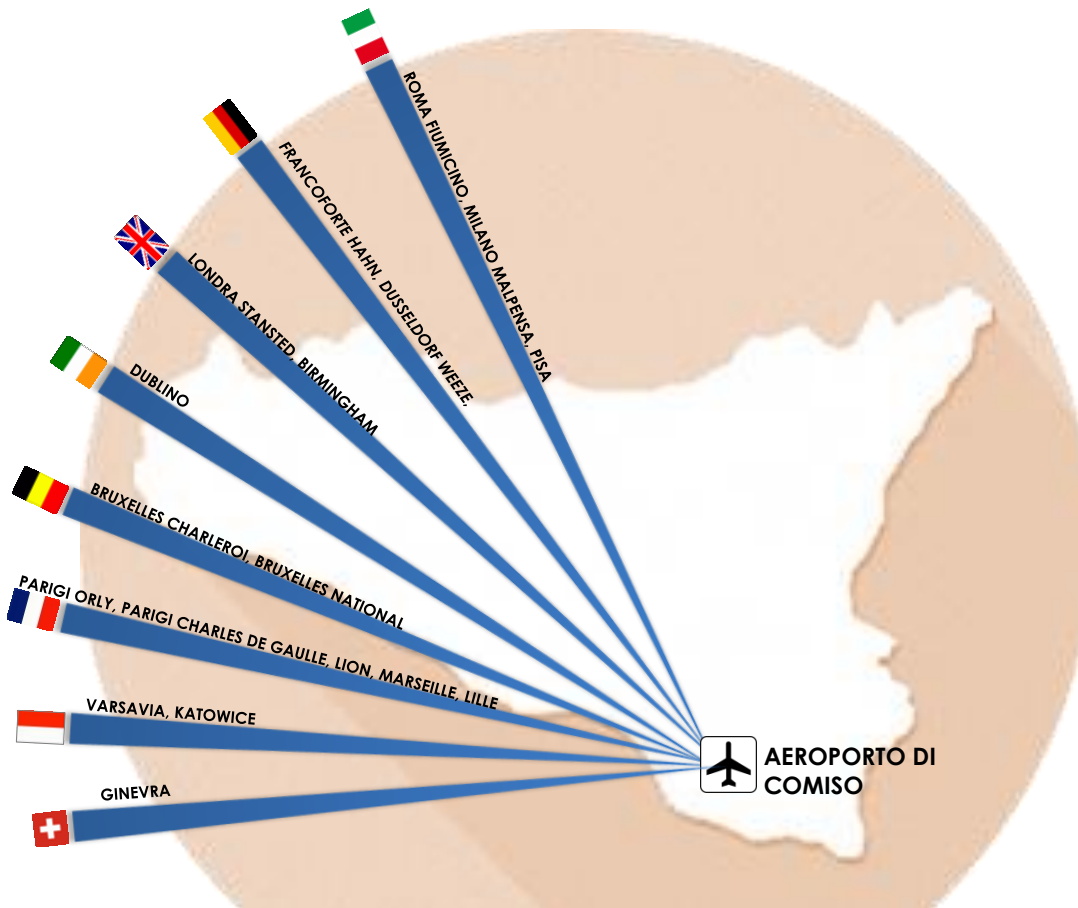 ROMA FIUMICINO, MILANO MALPENSA, PISA
FRANCOFORTE HAHN, DUSSELDORF WEEZE,
LONDRA STANSTED, BIRMINGHAM
DUBLINO
BRUXELLES CHARLEROI, BRUXELLES NATIONAL
PARIGI ORLY, PARIGI CHARLES DE GAULLE, LION, MARSEILLE, LILLE
VARSAVIA, KATOWICE
GINEVRA
AEROPORTO DI
COMISO